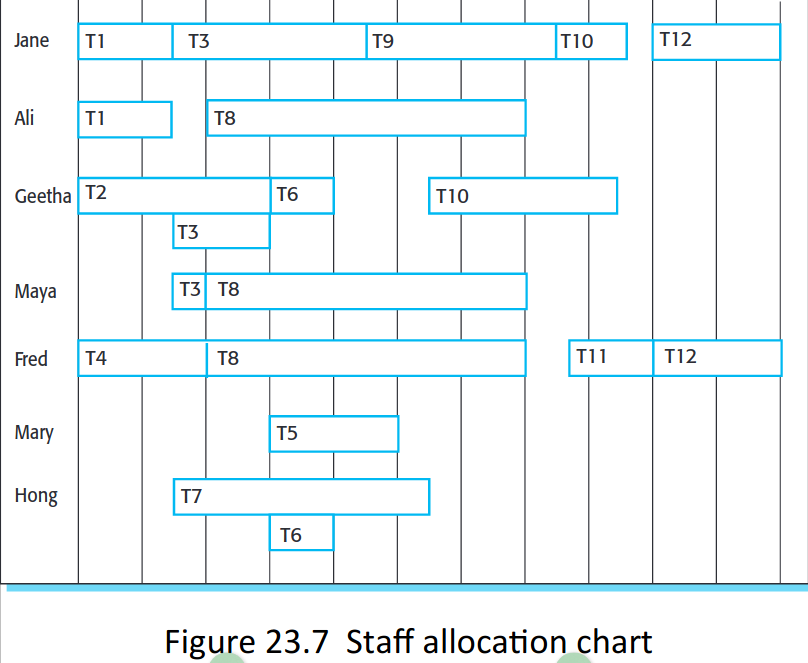 Jane T1 T3 T9 T10 T12
Ali T1 T8
Geetha T2 T6 T10
T3
Maya T3 T8
Fred T4 T8 T11 T12
Mary T5
Hong T7
T6
Figure 23.7 Staff allocation chart